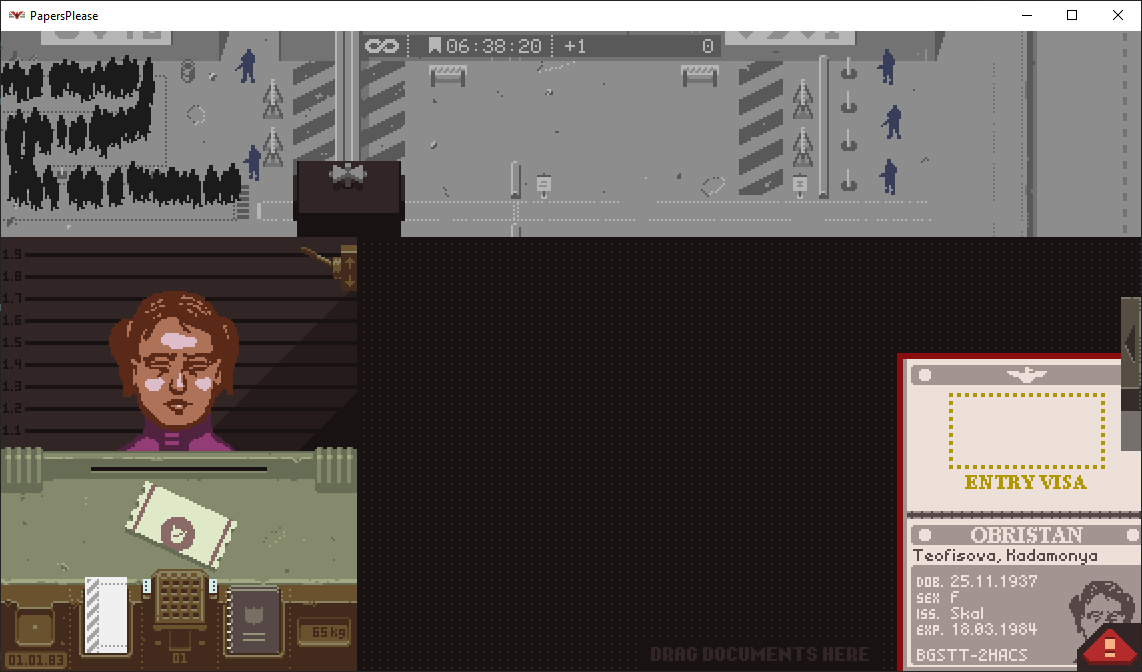 PapersPlease
06:38:20 +1 0
1.9
1.8
1.7
1.6
1.5
1.4
1.3
1.2
1.1
ENTRY VISA
OBRISTAN
Teofisova, Kadamonya
DOB. 25.11.1937
SEX F
ISS. Skal
EXP. 18.03.1984
BGSTT-2HACS
65kg
01.01.83
01
DRAG DOCUMENTS HERE